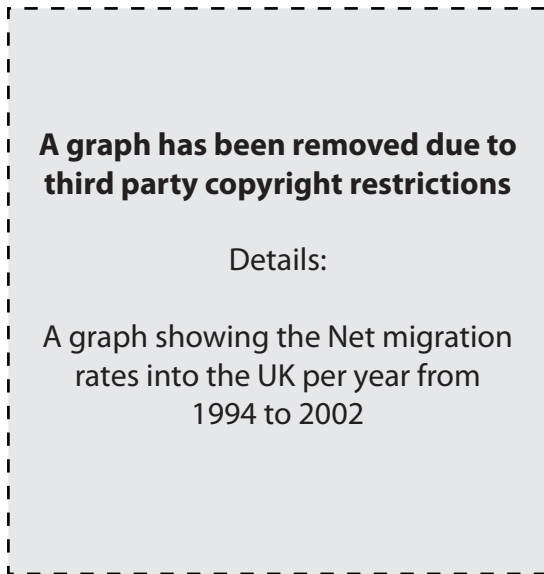 A graph has been removed due to
third party copyright restrictions
Details:
A graph showing the Net migration
rates into the UK per year from
1994 to 2002